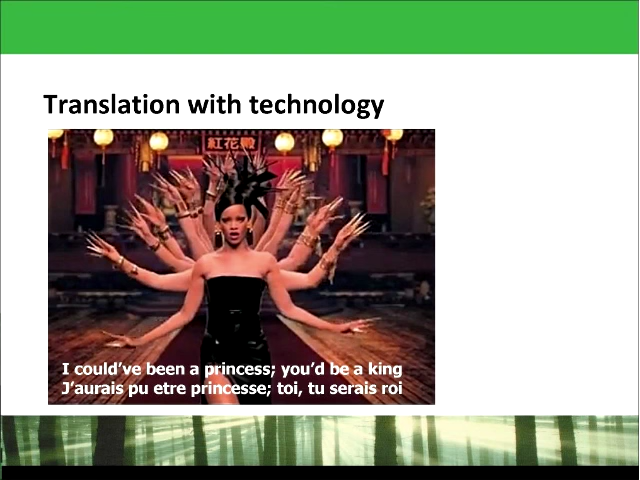 Translation with technology
紅花殿
I could've been a princess; you'd be a king
J'aurais pu etre princesse; toi, tu serais roi